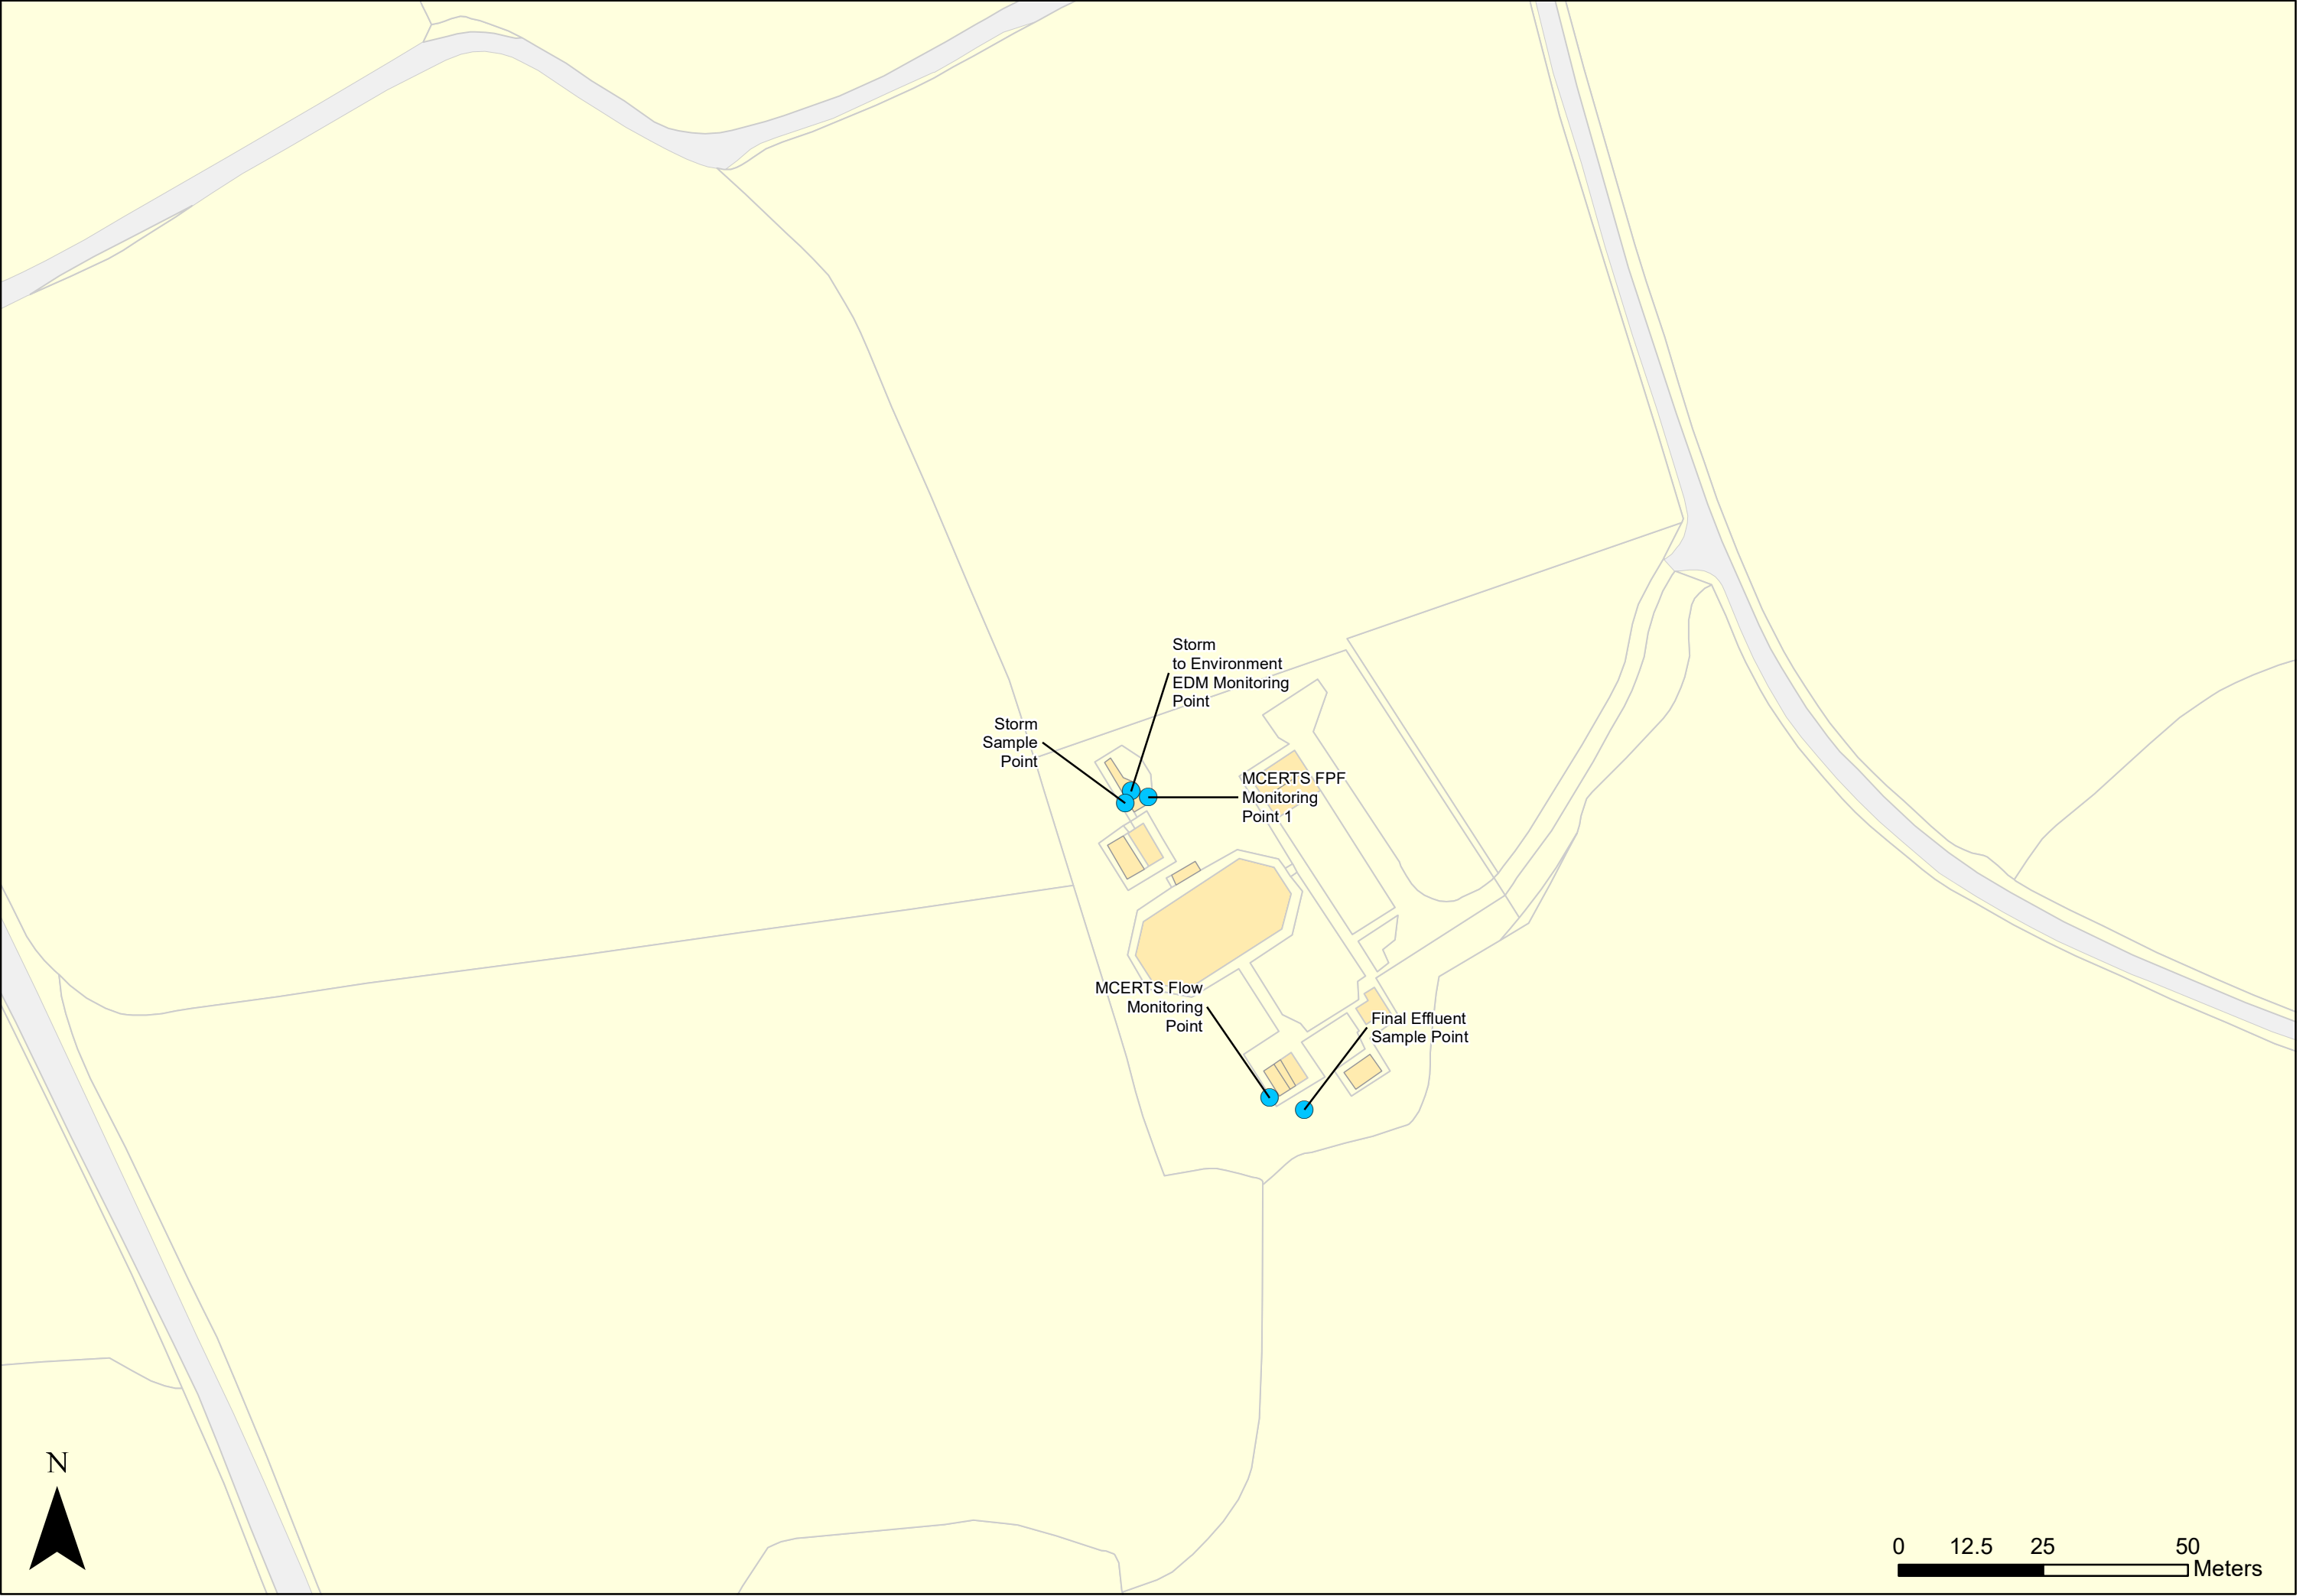 Storm
to Environment
EDM Monitoring
Point
Storm
Sample
Point
MCERTS FPF
Monitoring
Point 1
MCERTS Flow
Monitoring
Point
Final Effluent
Sample Point
N
0 12.5 25 50
Meters